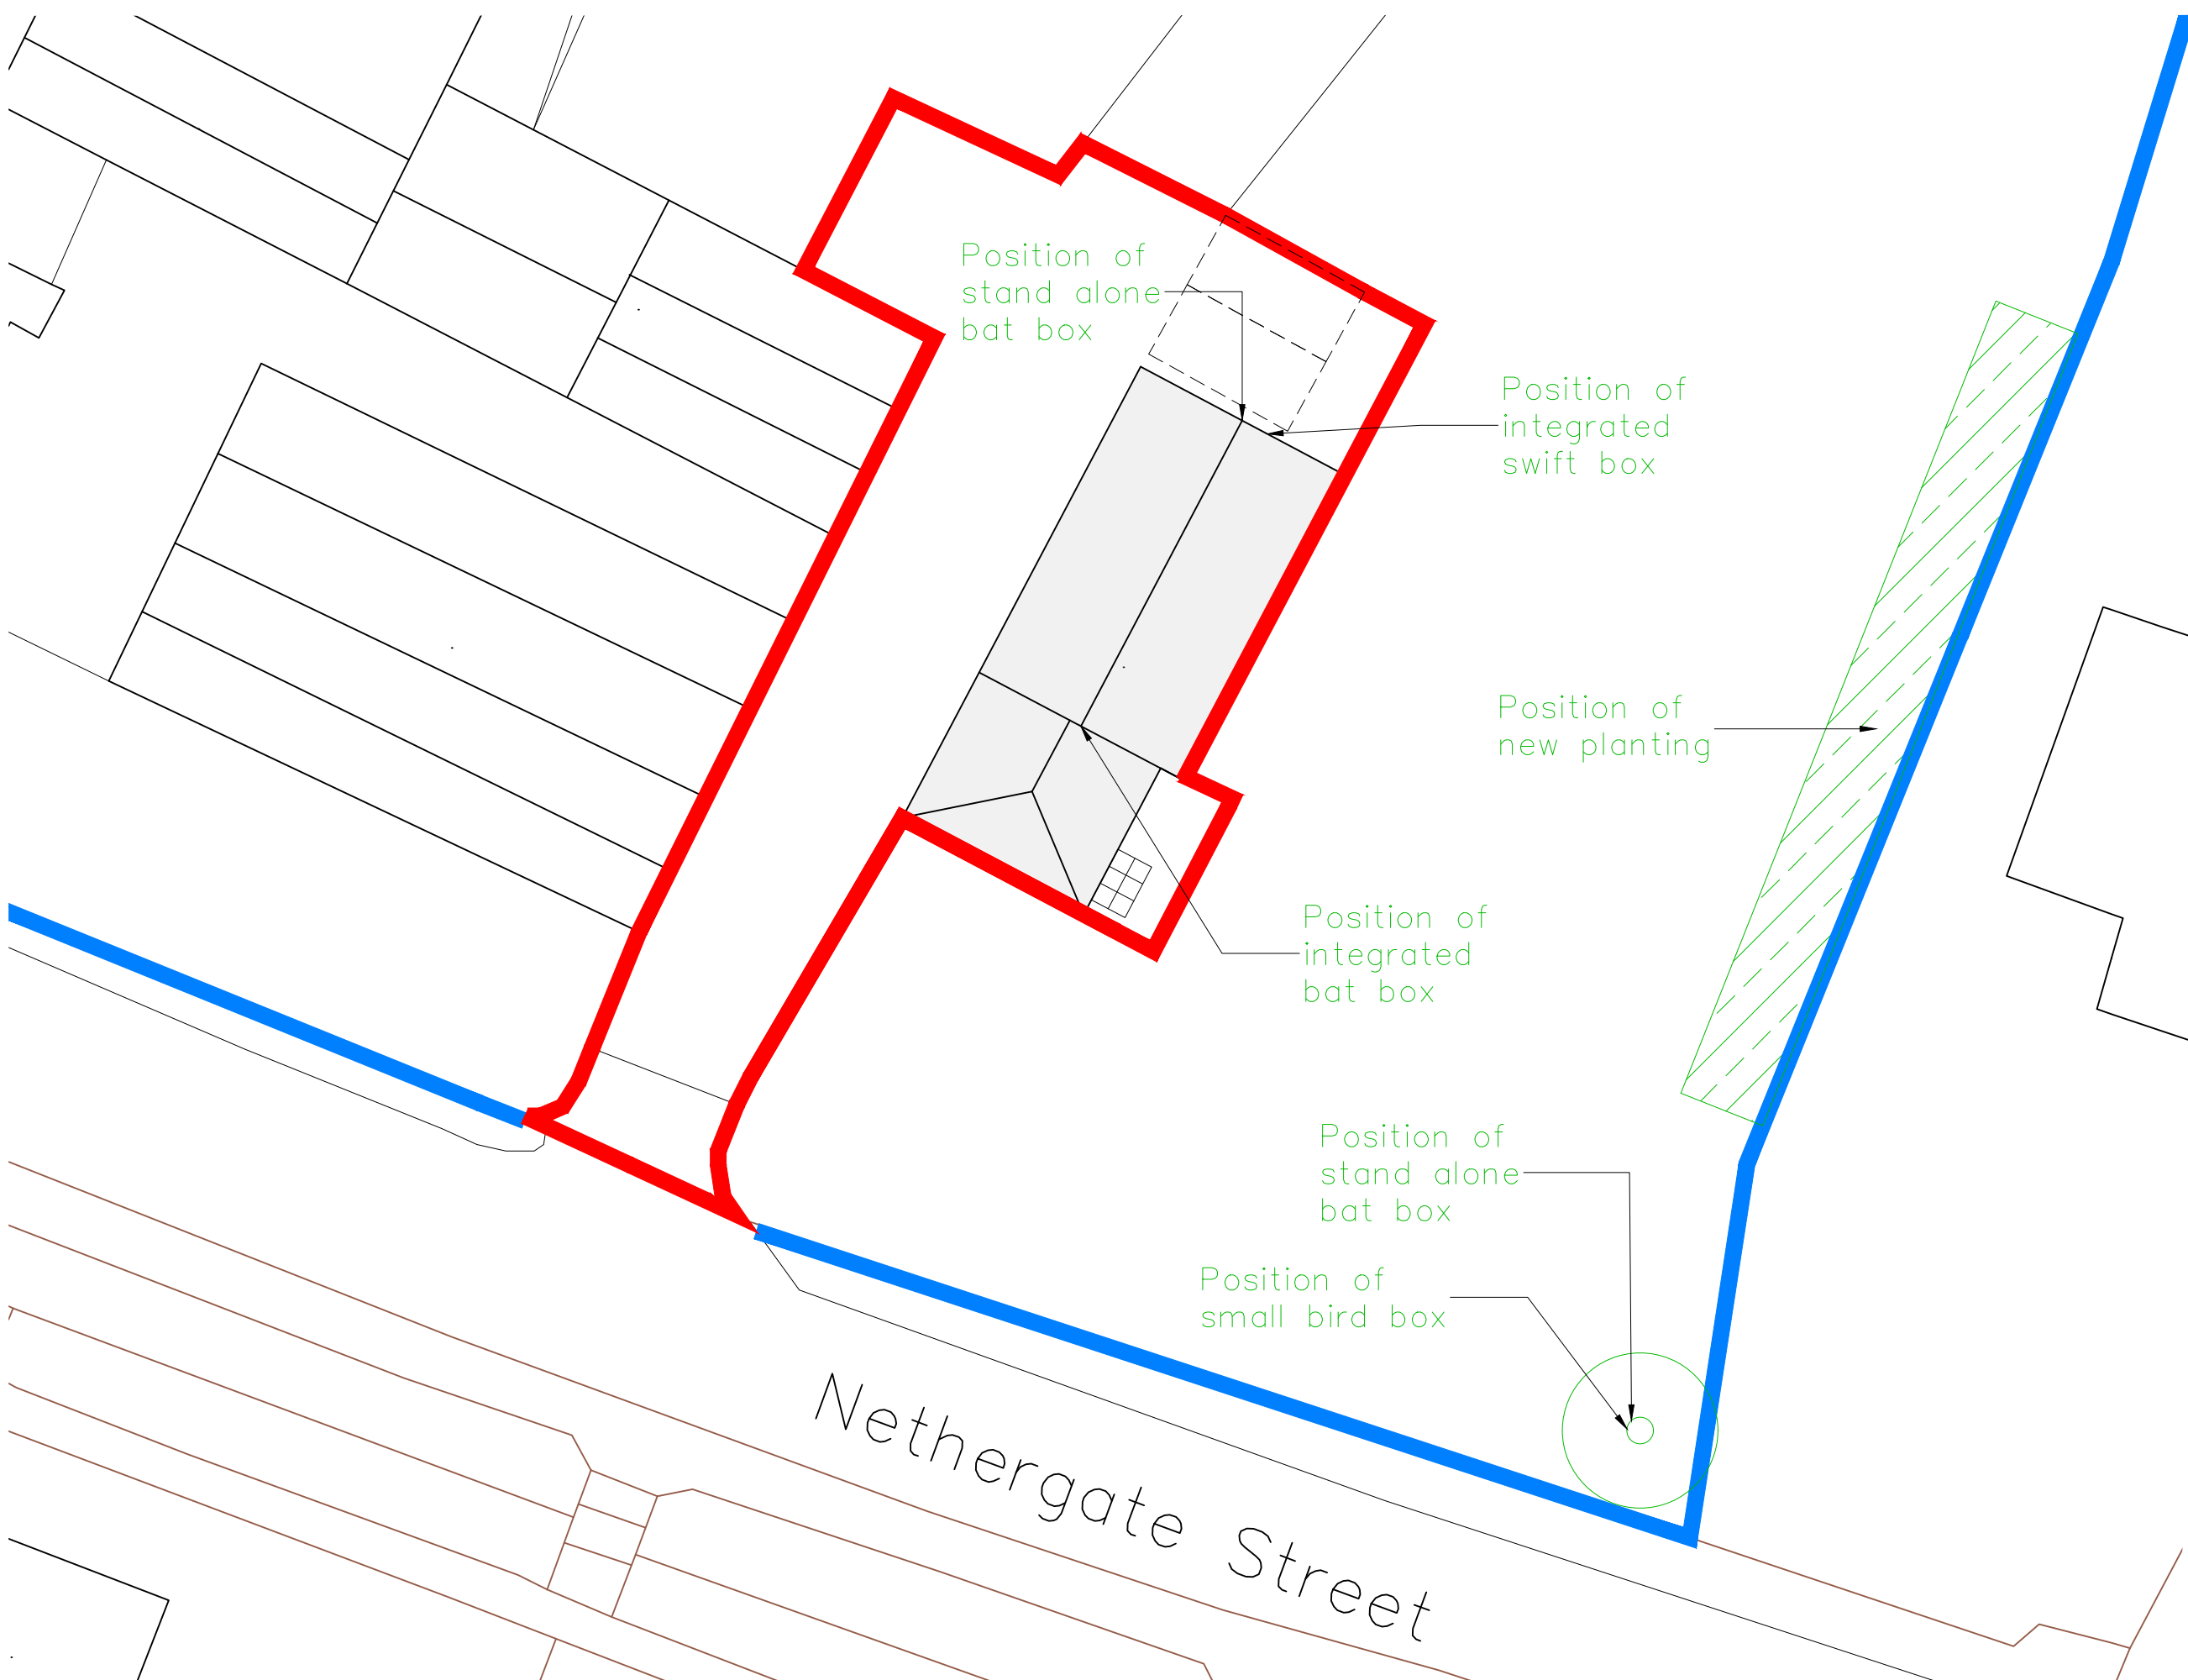 Position of
stand alone
bat box
Position of
integrated
swift box
Position of
new planting
Position of
integrated
bat box
Position of
stand alone
bat box
Position of
small bird box
Nethergate Street